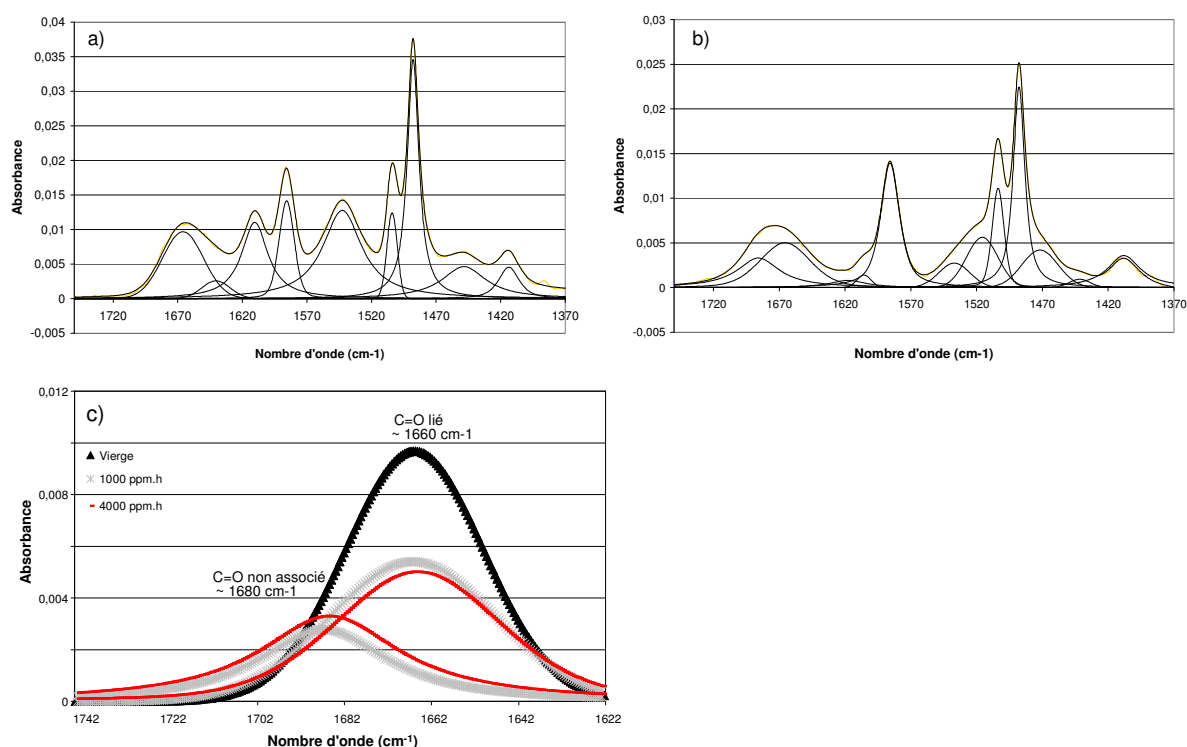 a)
0,04
0,035
0,03
0,025
0,02
0,015
0,01
0,005
0
-0,005
Absorbance
1720 1670 1620 1570 1520 1470 1420 1370
Nombre d'onde (cm-1)
b)
0,03
0,025
0,02
0,015
0,01
0,005
0
-0,005
Absorbance
1720 1670 1620 1570 1520 1470 1420 1370
Nombre d'onde (cm-1)
c)
0,012
0,008
0,004
0
Absorbance
C=O lié
~ 1660 cm-1
Vierge
1000 ppm.h
4000 ppm.h
C=O non associé
~ 1680 cm-1
1742 1722 1702 1682 1662 1642 1622
Nombre d'onde (cm⁻¹)